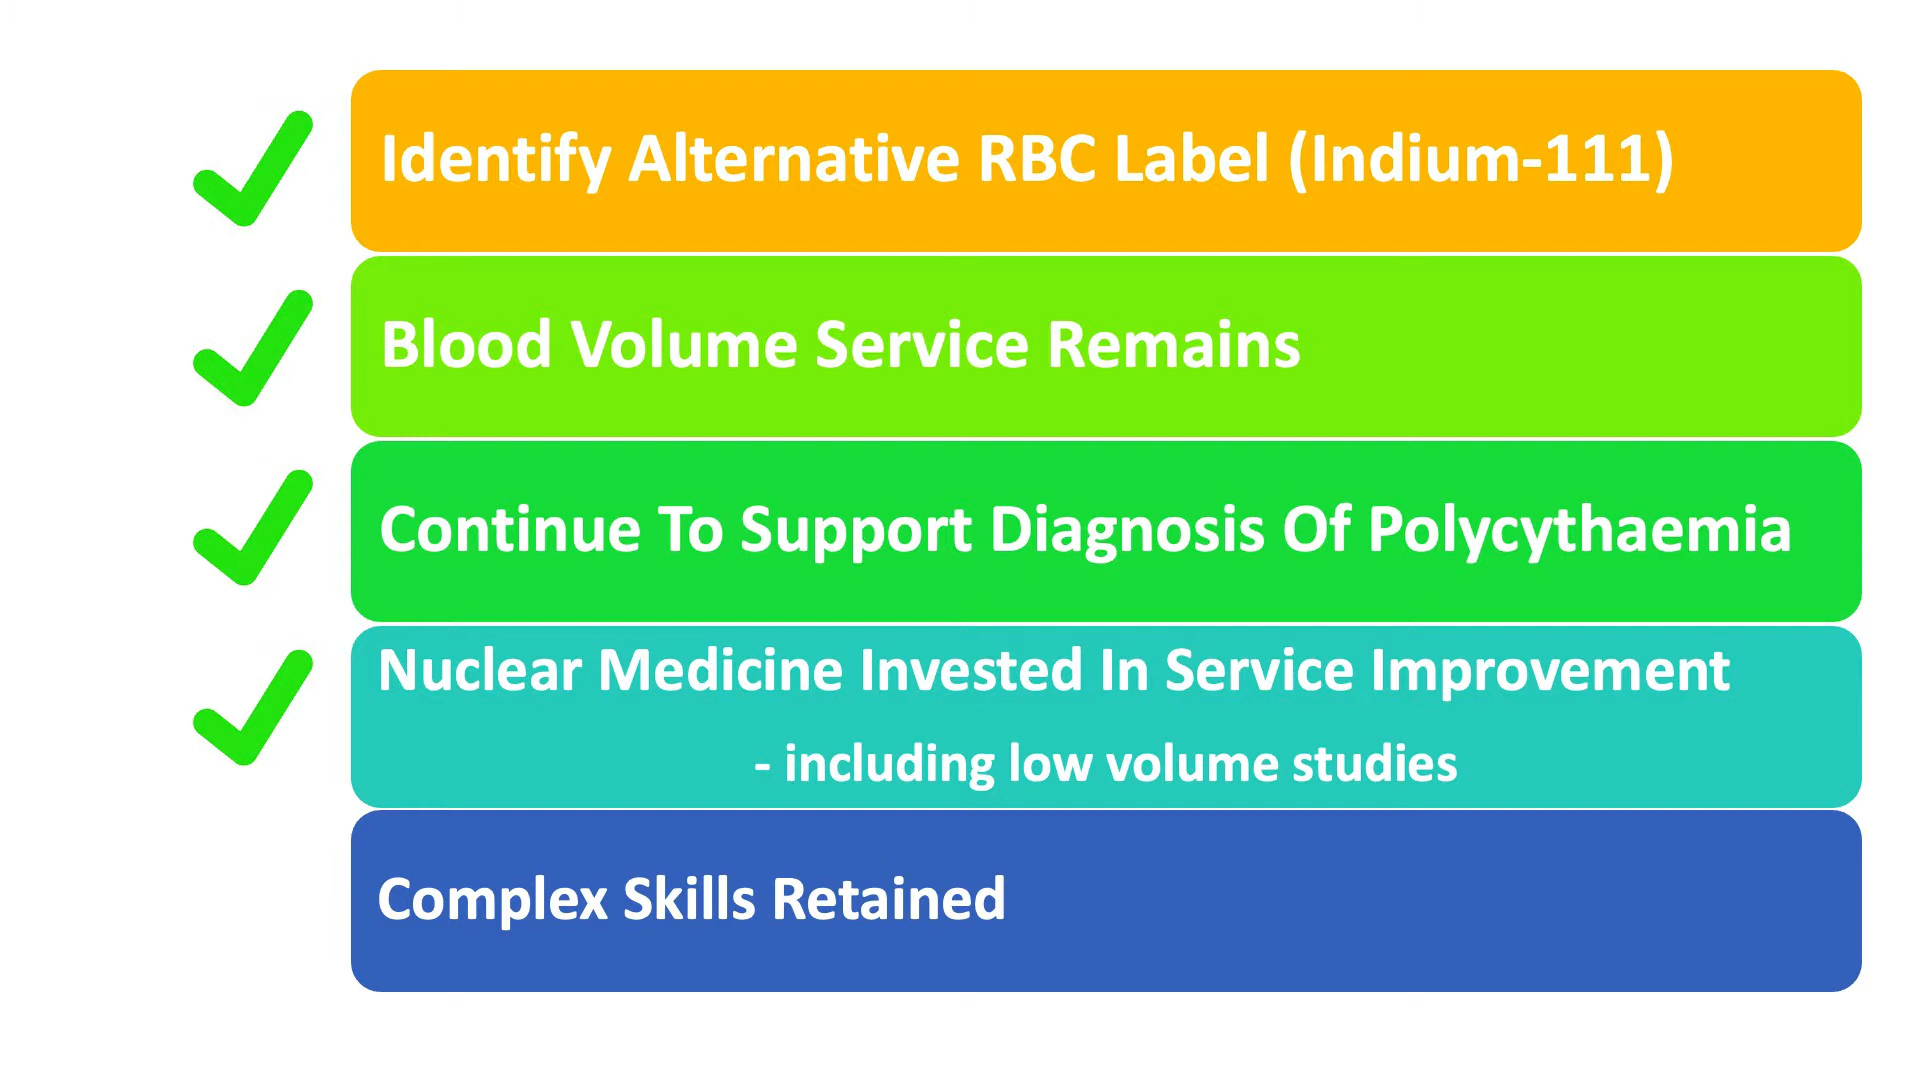 Identify Alternative RBC Label (Indium-111)
Blood Volume Service Remains
Continue To Support Diagnosis Of Polycythaemia
Nuclear Medicine Invested In Service Improvement
- including low volume studies
Complex Skills Retained